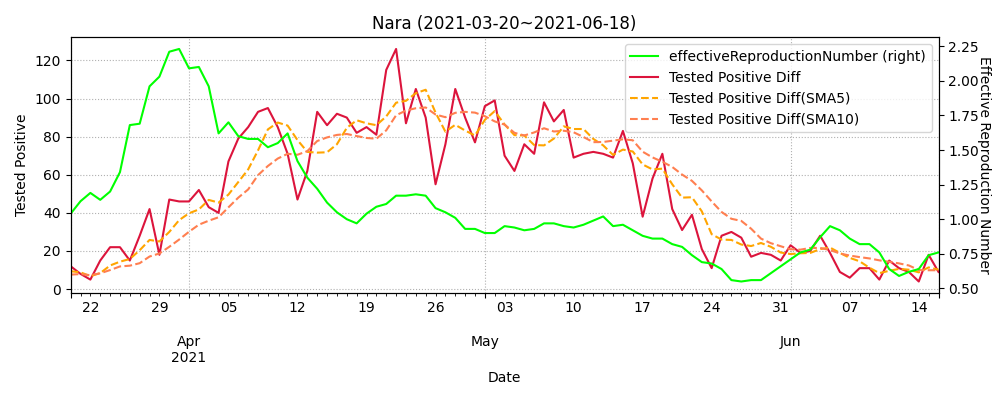 Nara (2021-03-20~2021-06-18)
effectiveReproductionNumber (right)
Tested Positive Diff
Tested Positive Diff(SMA5)
Tested Positive Diff(SMA10)
Tested Positive
120
100
80
60
40
20
0
2.25
2.00
1.75
1.50
1.25
1.00
0.75
0.50
Effective Reproduction Number
22 29 05 12 19 26 03 10 17 24 31 07 14
Apr May Jun
2021
Date